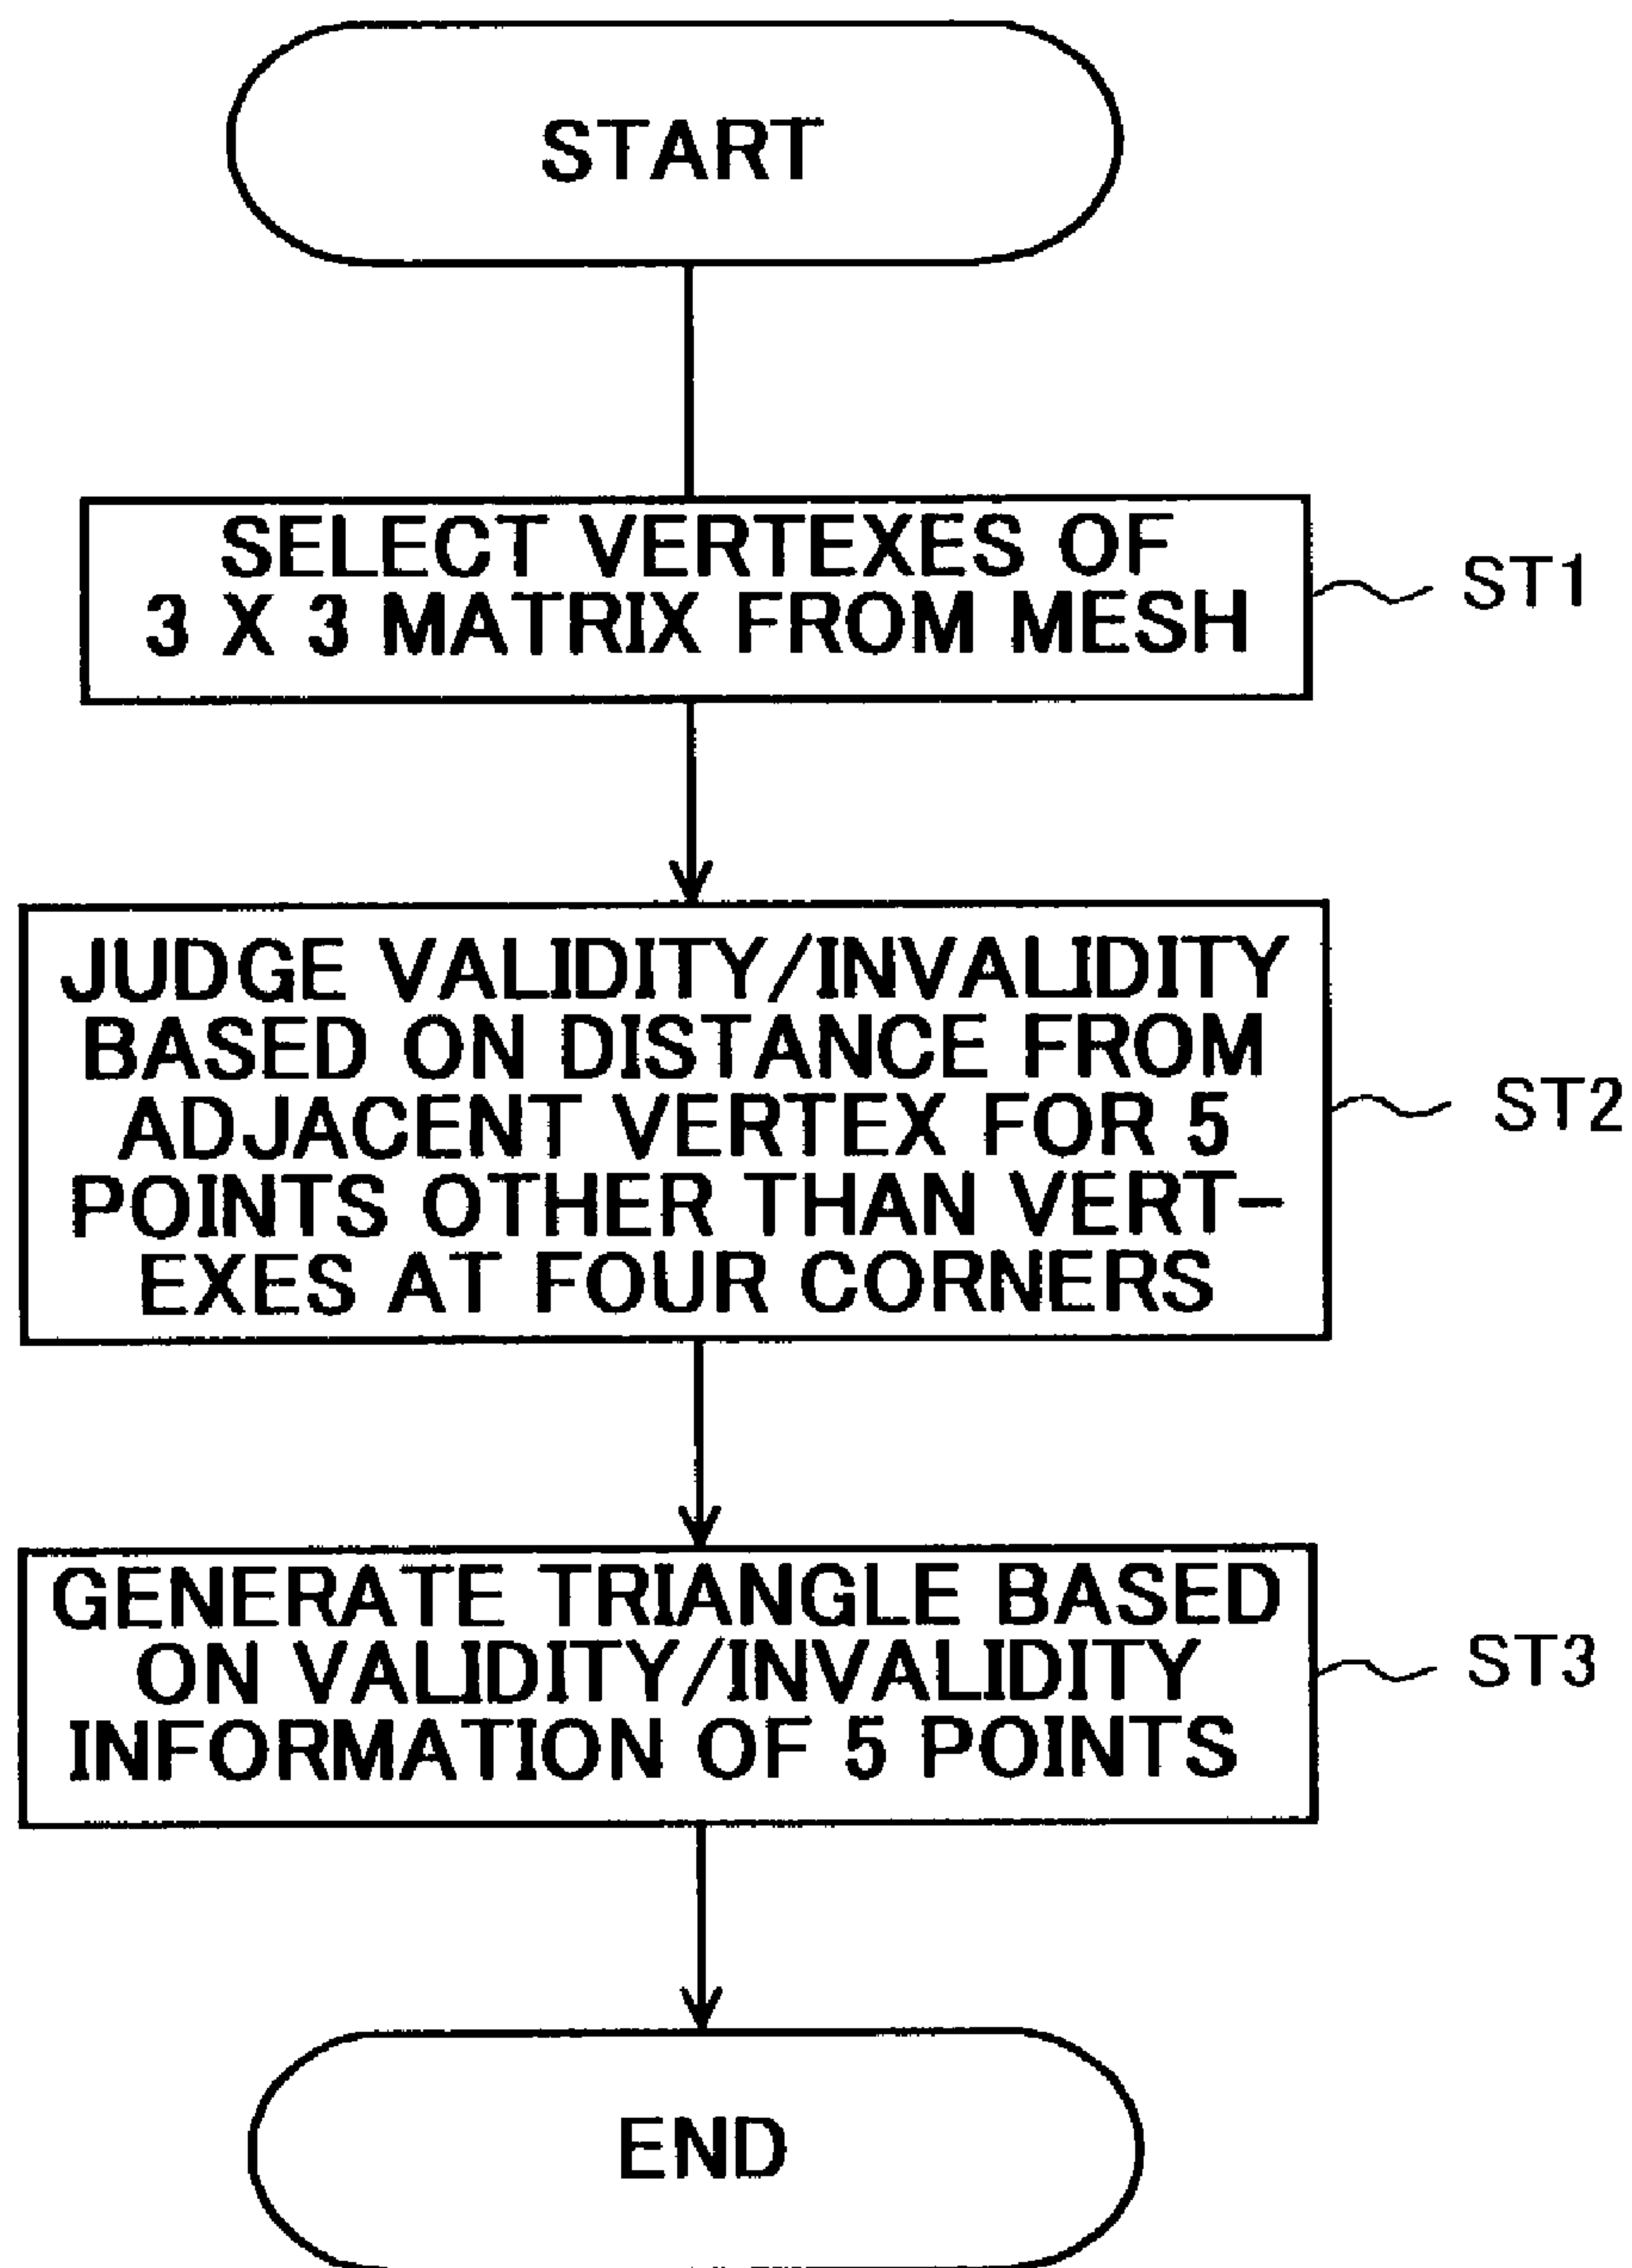 START
SELECT VERTEXES OF
3 X 3 MATRIX FROM MESH
ST1
JUDGE VALIDITY/INVALIDITY
BASED ON DISTANCE FROM
ADJACENT VERTEX FOR 5
POINTS OTHER THAN VERT-
EXES AT FOUR CORNERS
ST2
GENERATE TRIANGLE BASED
ON VALIDITY/INVALIDITY
INFORMATION OF 5 POINTS
ST3
END